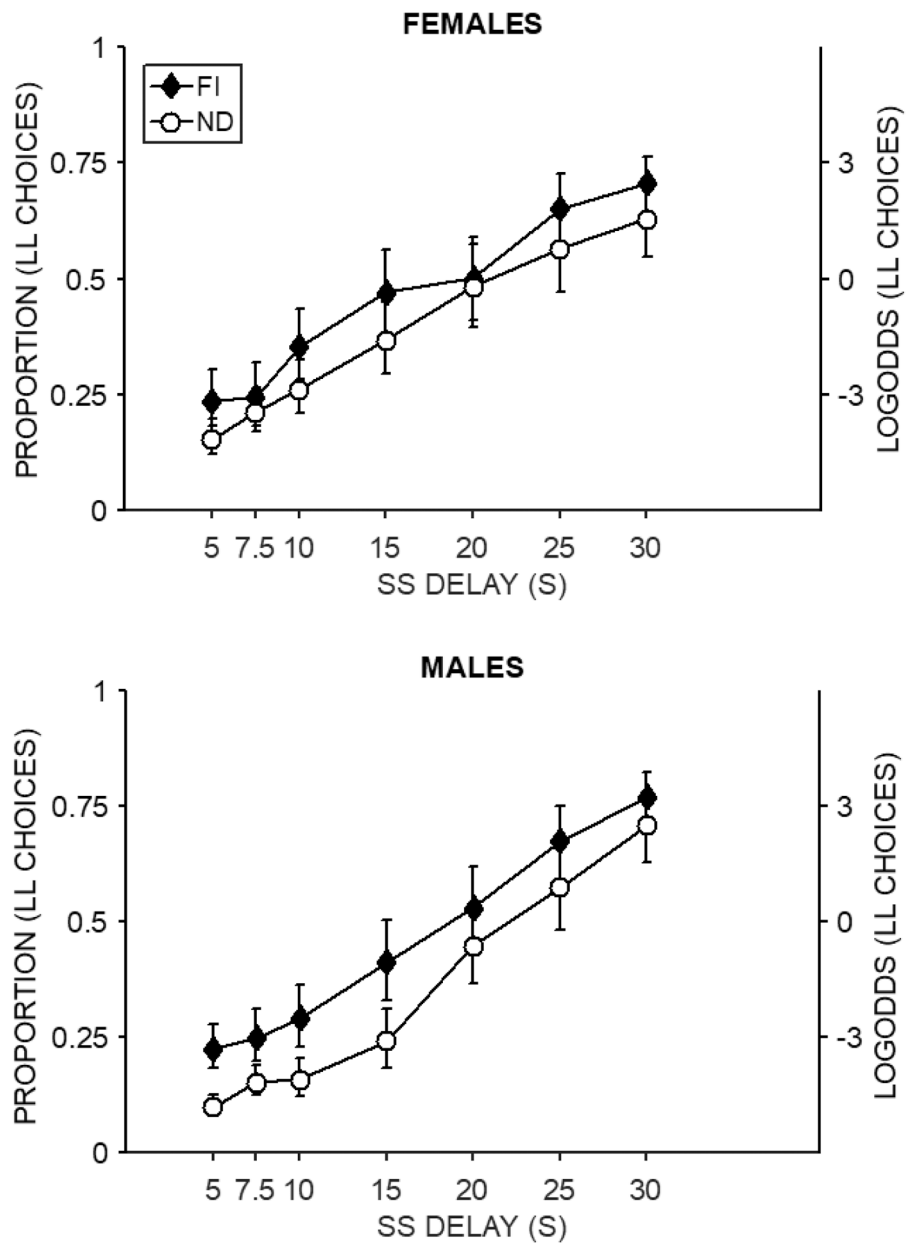 FEMALES
PROPORTION (LL CHOICES)
1
0.75
0.5
0.25
0
FI
ND
3
0
-3
LOGODDS (LL CHOICES)
5 7.5 10 15 20 25 30
SS DELAY (S)
MALES
PROPORTION (LL CHOICES)
1
0.75
0.5
0.25
0
3
0
-3
LOGODDS (LL CHOICES)
5 7.5 10 15 20 25 30
SS DELAY (S)